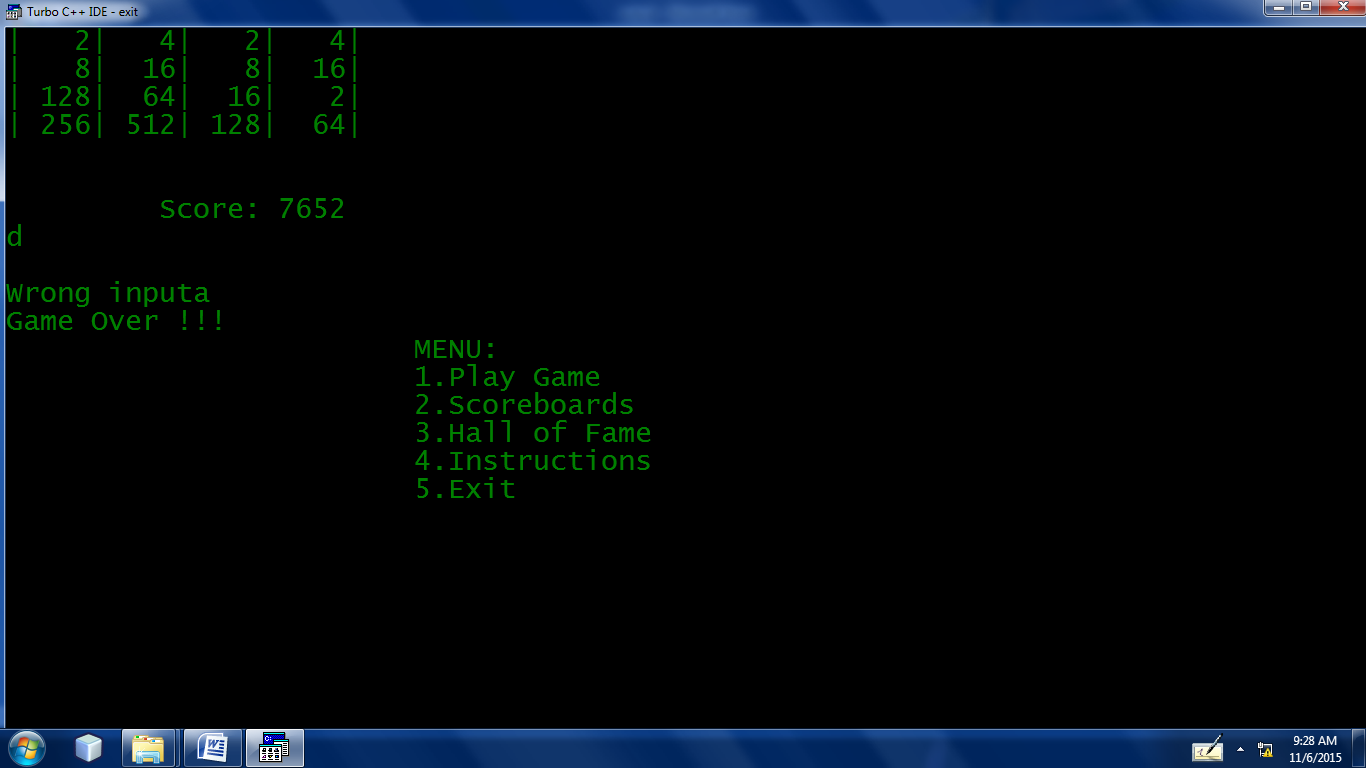 Turbo C++ IDE - exit
| 2| 4| 2| 4|
| 8| 16| 8| 16|
| 128| 64| 16| 2|
| 256| 512| 128| 64|
Score: 7652
d
Wrong inputa
Game Over !!!
MENU:
1.Play Game
2.Scoreboards
3.Hall of Fame
4.Instructions
5.Exit
9:28 AM
11/6/2015